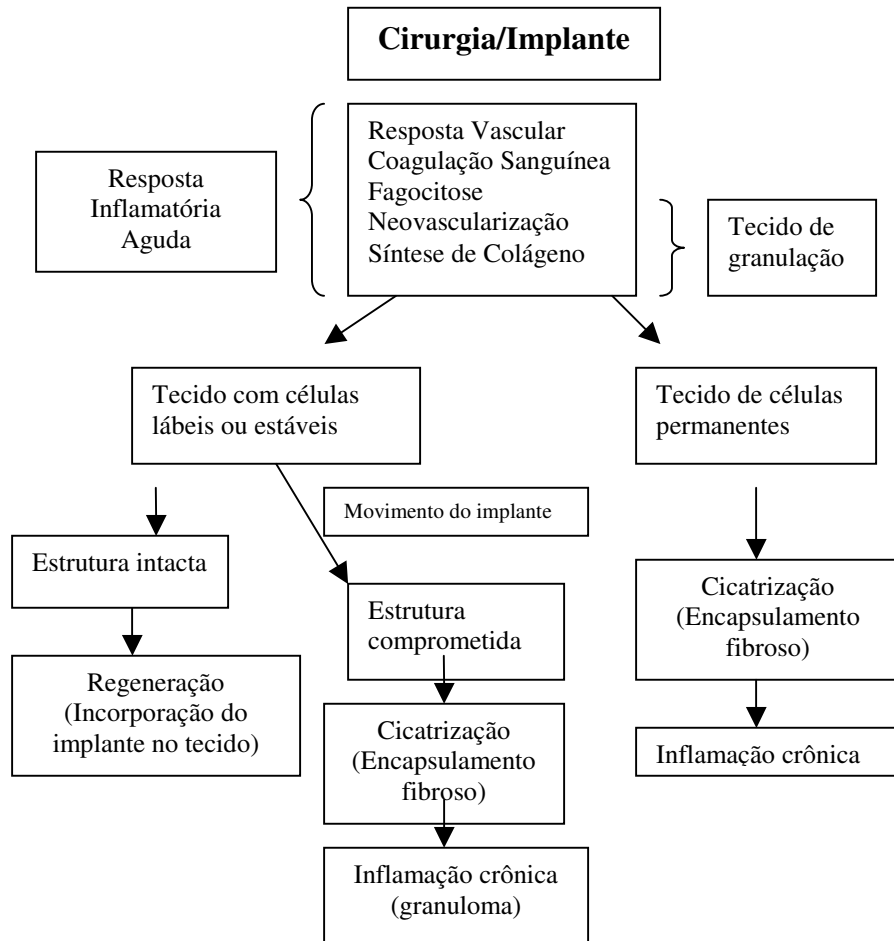 Cirurgia/Implante
Resposta
Inflamatória
Aguda
Resposta Vascular
Coagulação Sanguínea
Fagocitose
Neovascularização
Síntese de Colágeno
Tecido de
granulação
Tecido com células
lábeis ou estáveis
Tecido de células
permanentes
Movimento do implante
Estrutura intacta
Estrutura
comprometida
Cicatrização
(Encapsulamento
fibroso)
Regeneração
(Incorporação do
implante no tecido)
Cicatrização
(Encapsulamento
fibroso)
Inflamação crônica
Inflamação crônica
(granuloma)